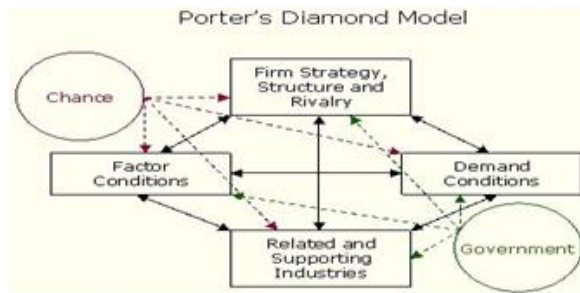 Porter's Diamond Model
Firm Strategy,
Structure and
Rivalry
Chance
Factor
Conditions
Demand
Conditions
Related and
Supporting
Industries
Government